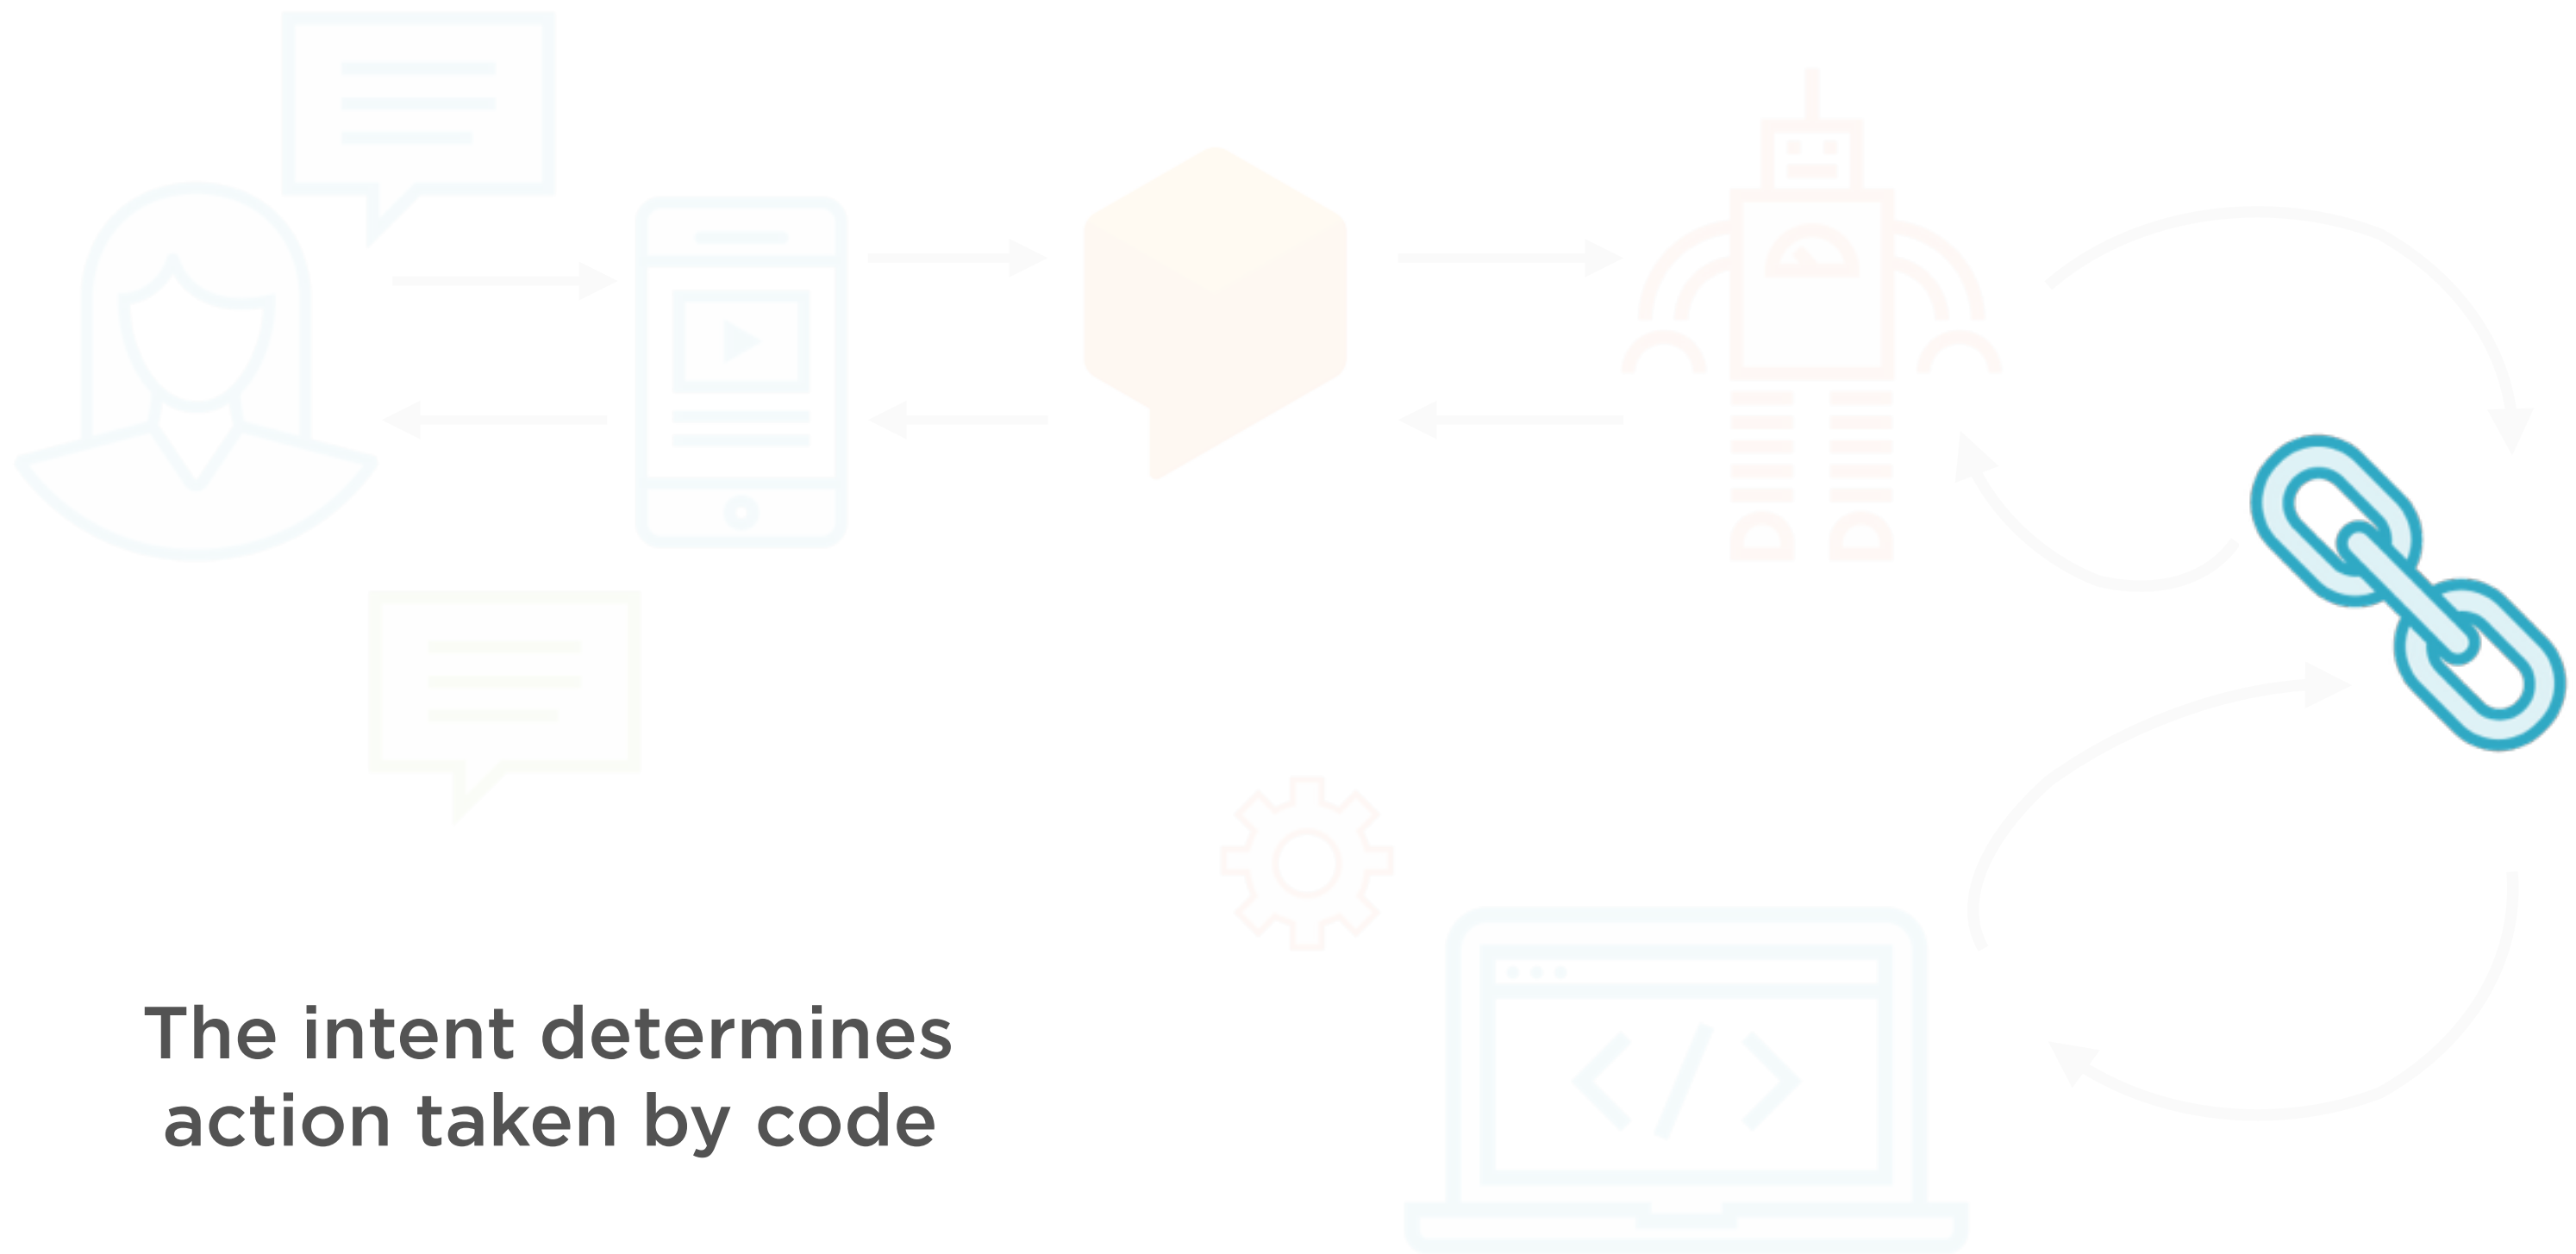 The intent determines
action taken by code